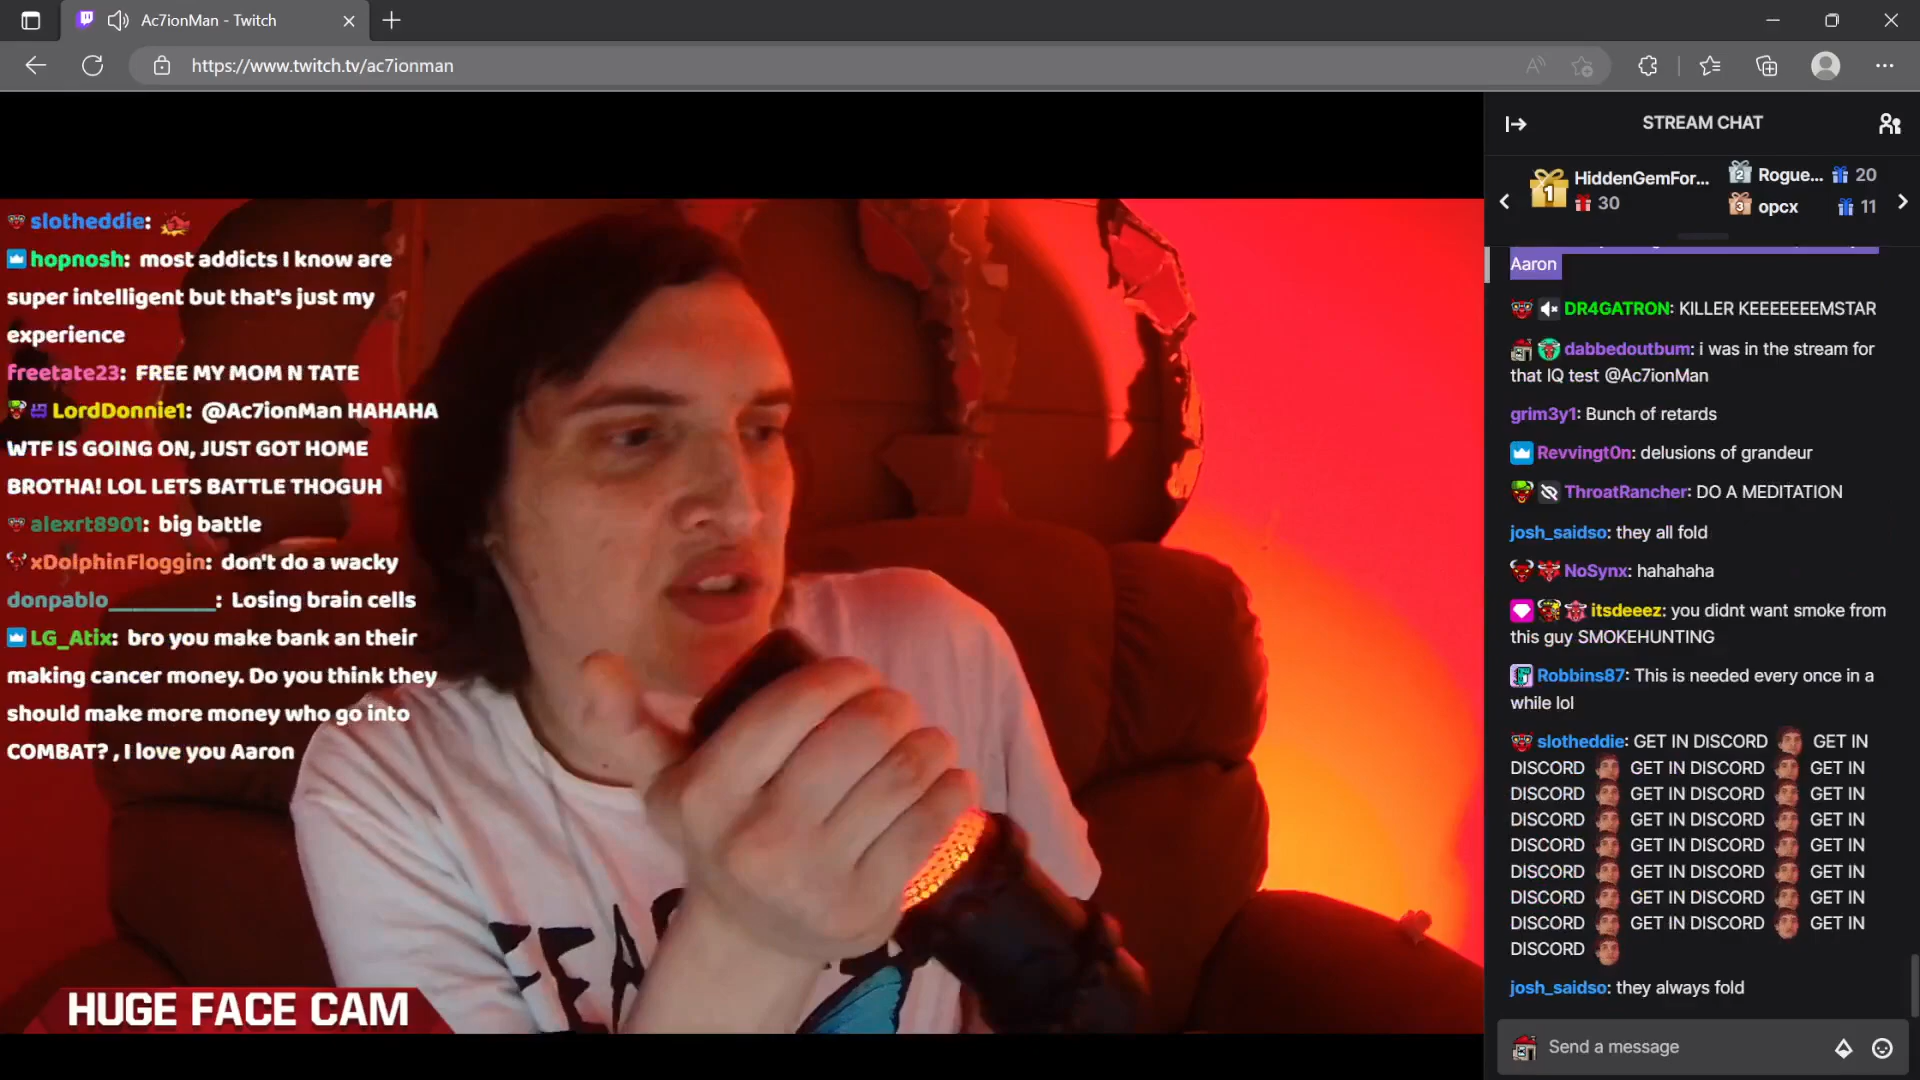 Ac7ionMan - Twitch
https://www.twitch.tv/ac7ionman
slotheddie:
hopnosh: most addicts I know are
super intelligent but that's just my
experience
freetate23: FREE MY MOM N TATE
LordDonnie1: @Ac7ionMan HAHAHA
WTF IS GOING ON, JUST GOT HOME
BROTHA! LOL LETS BATTLE THOGUH
alexrt8901: big battle
xDolphinFloggin: don't do a wacky
donpablo_________: Losing brain cells
LG_Atix: bro you make bank an their
making cancer money. Do you think they
should make more money who go into
COMBAT? , I love you Aaron
HUGE FACE CAM
STREAM CHAT
1 HiddenGemFor...
30
2 Rogue... 20
3 opcx 11
Aaron
DR4GATRON: KILLER KEEEEEEEMSTAR
dabbedoutbum: i was in the stream for
that IQ test @Ac7ionMan
grim3y1: Bunch of retards
Revvingt0n: delusions of grandeur
ThroatRancher: DO A MEDITATION
josh_saidso: they all fold
NoSynx: hahahaha
itsdeeez: you didnt want smoke from
this guy SMOKEHUNTING
Robbins87: This is needed every once in a
while lol
slotheddie: GET IN DISCORD GET IN
DISCORD GET IN DISCORD GET IN
DISCORD GET IN DISCORD GET IN
DISCORD GET IN DISCORD GET IN
DISCORD GET IN DISCORD GET IN
DISCORD GET IN DISCORD GET IN
DISCORD GET IN DISCORD GET IN
DISCORD GET IN DISCORD GET IN
DISCORD
josh_saidso: they always fold
Send a message